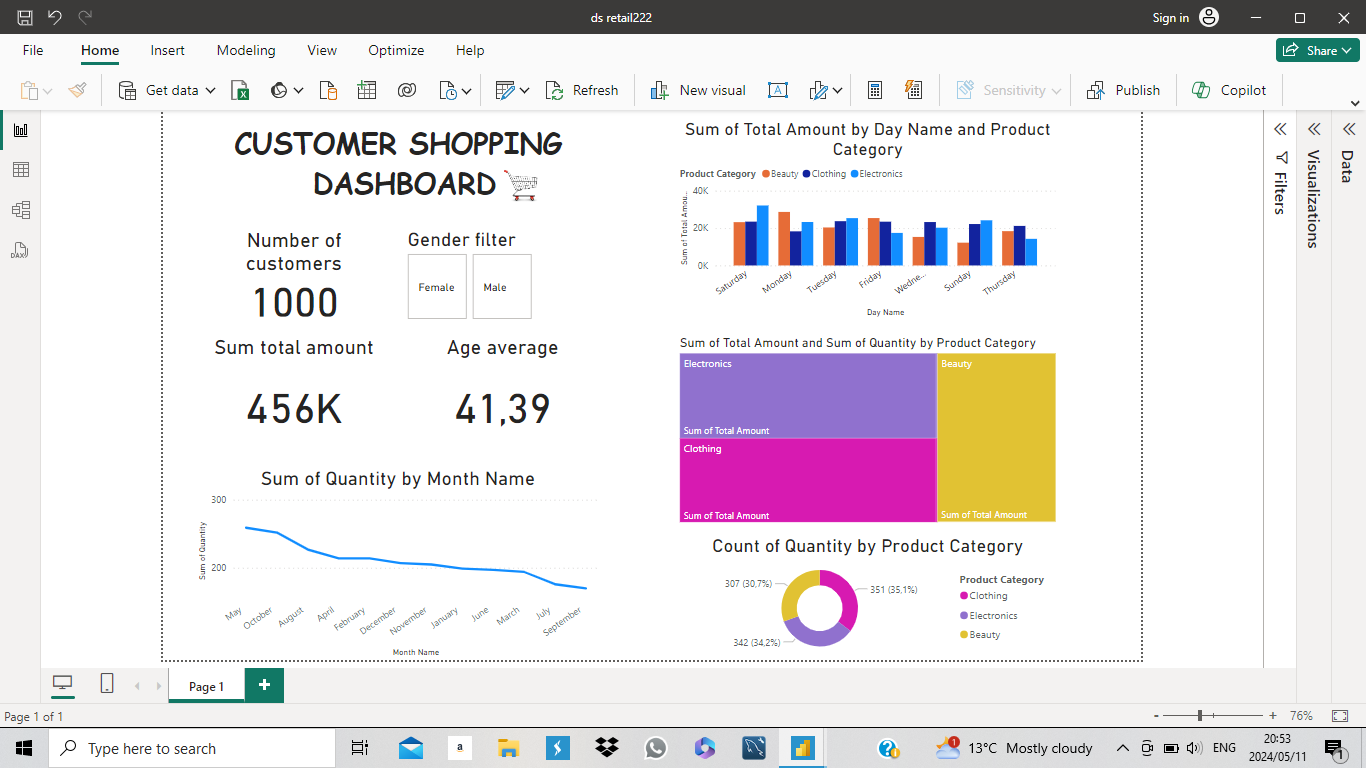 ds retail222
Sign in
File
Home
Insert
Modeling
View
Optimize
Help
Share
Get data
Refresh
New visual
Sensitivity
Publish
Copilot
DAX
CUSTOMER SHOPPING
DASHBOARD
Number of
customers
1000
Gender filter
Female
Male
Sum total amount
456K
Age average
41,39
Sum of Quantity by Month Name
Sum of Quantity
300
200
May
October
August
April
February
December
November
January
June
March
July
September
Month Name
Sum of Total Amount by Day Name and Product
Category
Product Category
Beauty
Clothing
Electronics
Sum of Total Amou...
40K
20K
0K
Saturday
Monday
Tuesday
Friday
Wedne...
Sunday
Thursday
Day Name
Sum of Total Amount and Sum of Quantity by Product Category
Electronics
Sum of Total Amount
Clothing
Sum of Total Amount
Beauty
Sum of Total Amount
Count of Quantity by Product Category
307 (30,7%)
351 (35,1%)
342 (34,2%)
Product Category
Clothing
Electronics
Beauty
Filters
Visualizations
Data
Page 1
+
Page 1 of 1
- + 76%
Type here to search
a
13°C Mostly cloudy
1
ENG
20:53
2024/05/11
1